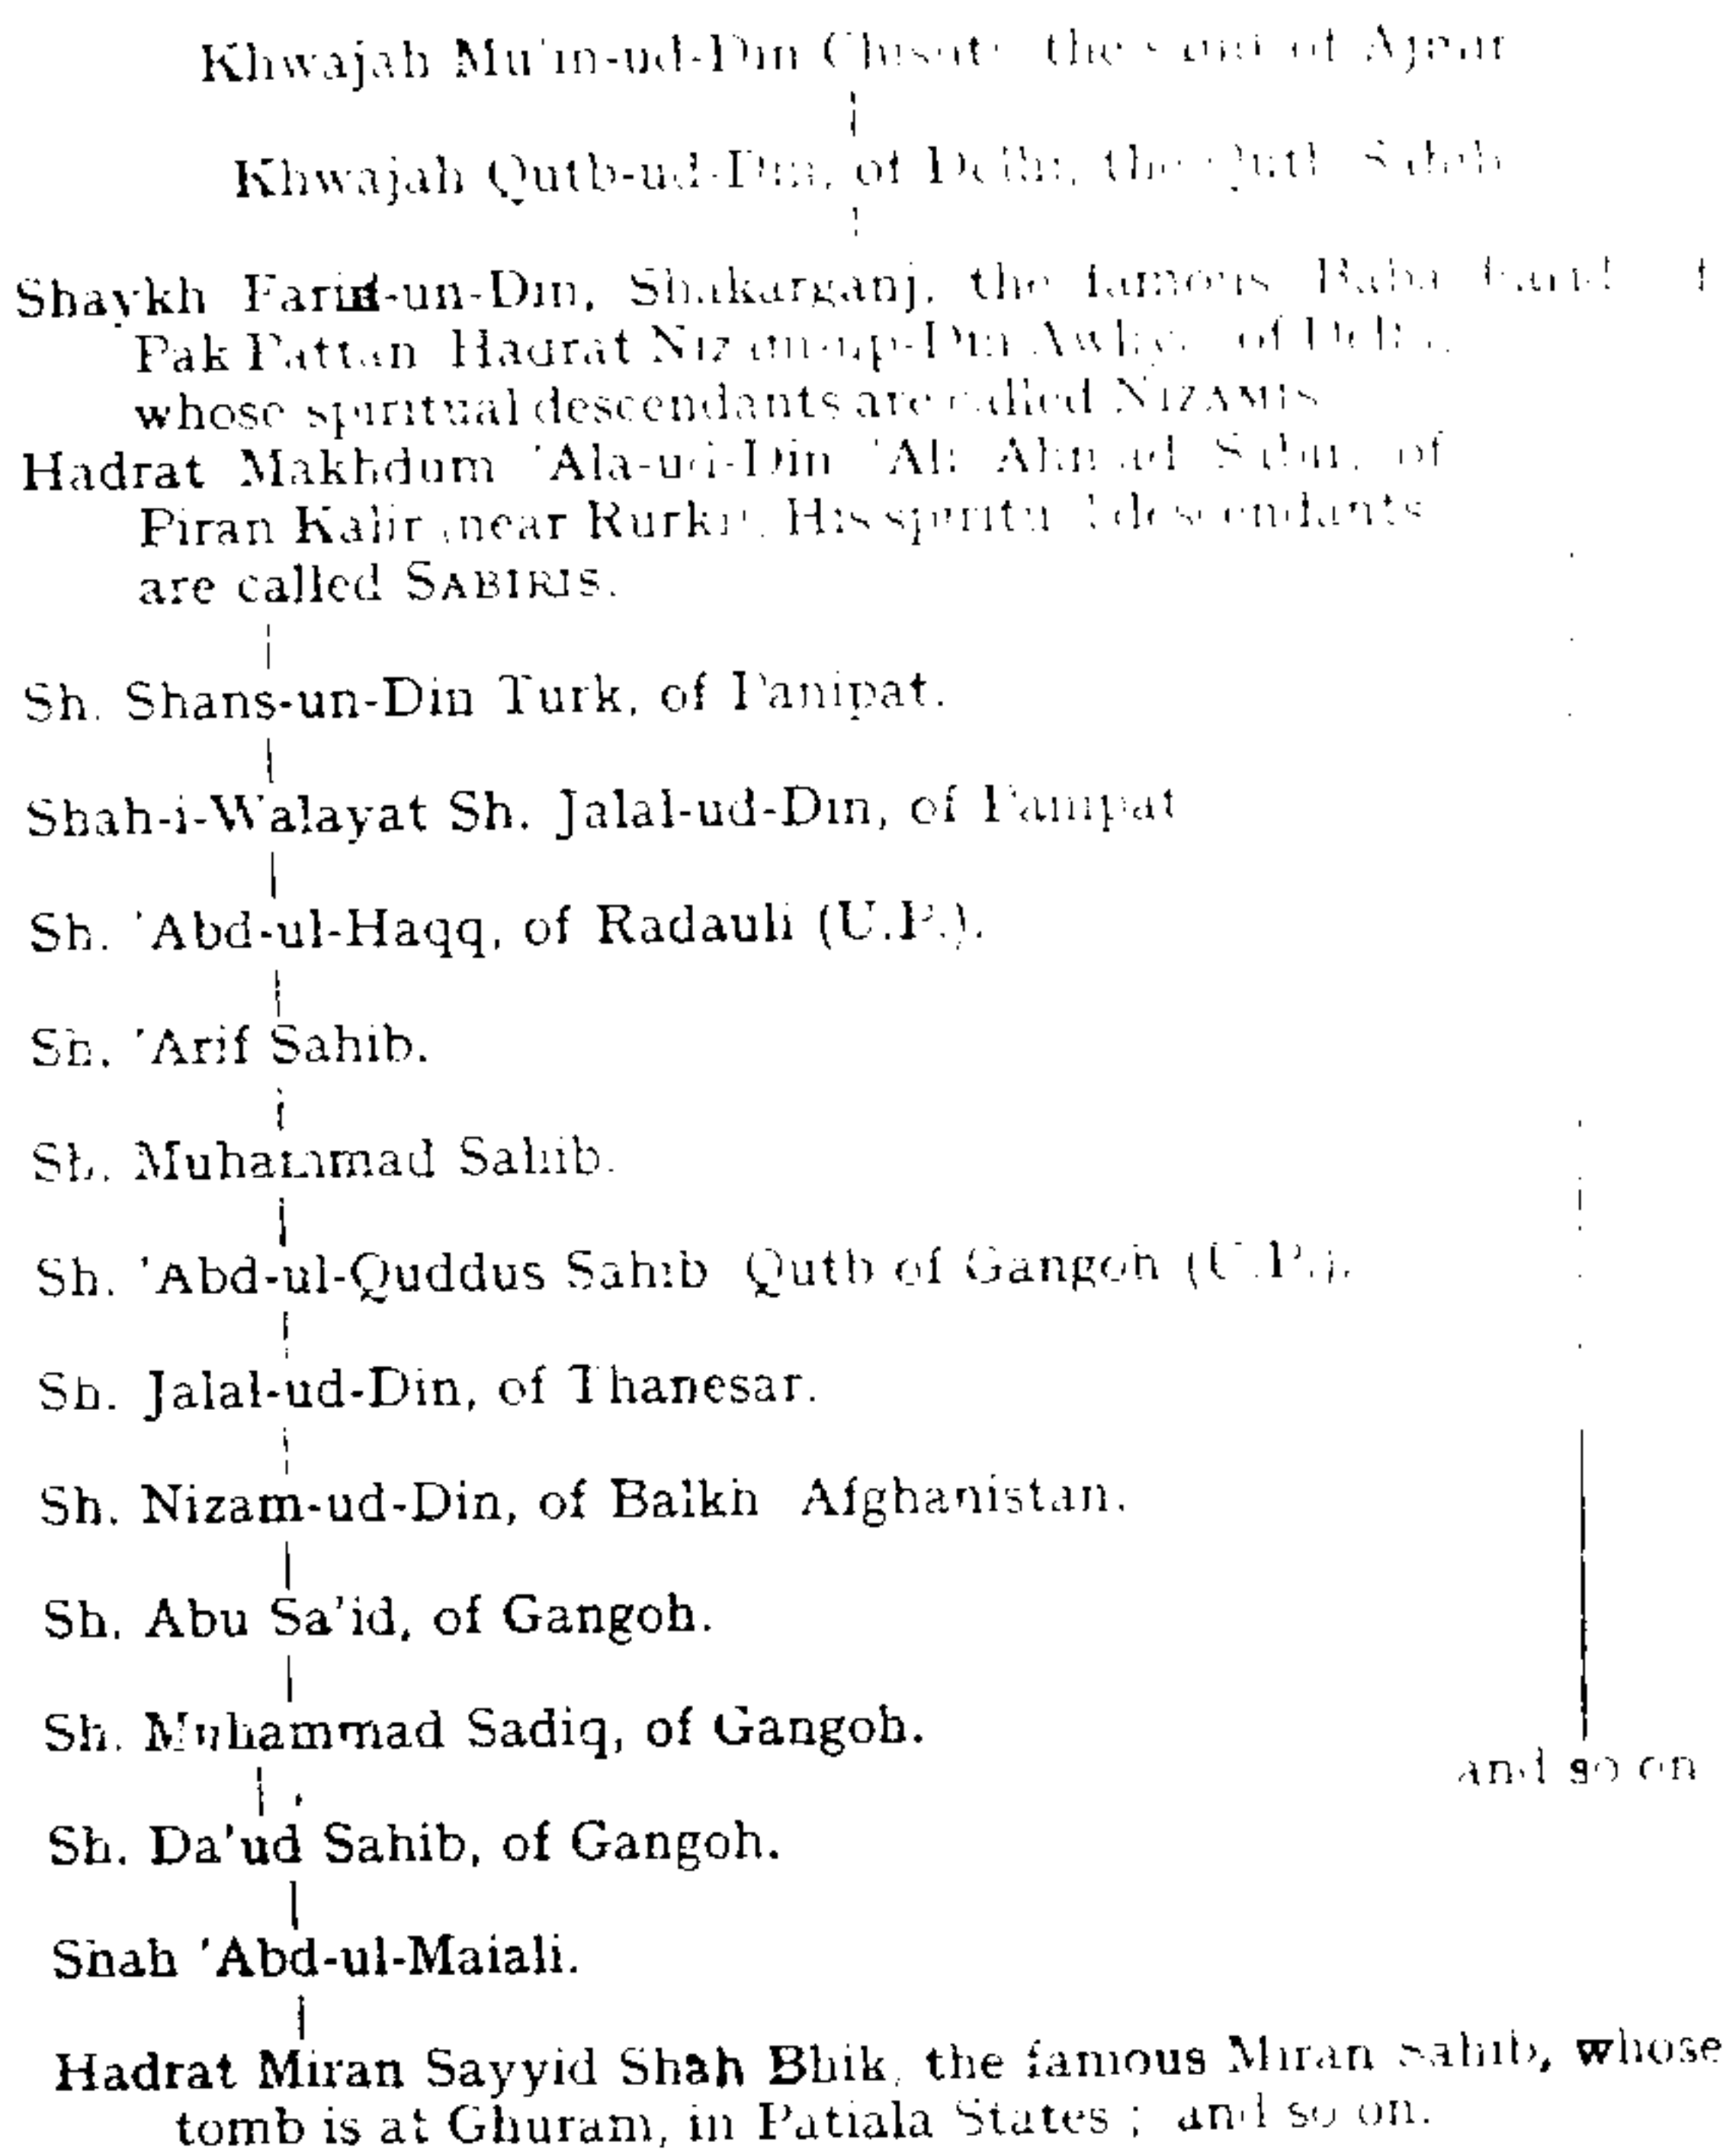 Khwajah Mu'in-ud-Din Chishti the saint of Ajmir
Khwajah Qutb-ud-Din, of Delhi, the Qutb Sahib
Shaykh Farid-un-Din, Shakarganj, the famous Baba Farid of
Pak Pattan Hadrat Nizam-up-Din Awliya of Delhi,
whose spiritual descendants are called NIZAMIS
Hadrat Makhdum 'Ala-ud-Din 'Ali Ahmad Sabir, of
Piran Kalir near Rurki. His spiritual descendants
are called SABIRIS.
Sh. Shans-un-Din Turk, of Panipat.
Shah-i-Walayat Sh. Jalal-ud-Din, of Panipat
Sh. 'Abd-ul-Haqq, of Radauli (U.P.).
Sh. 'Arif Sahib.
Sh. Muhammad Sahib.
Sh. 'Abd-ul-Quddus Sahib Qutb of Gangoh (U.P.).
Sh. Jalal-ud-Din, of Thanesar.
Sh. Nizam-ud-Din, of Balkh Afghanistan.
Sh. Abu Sa'id, of Gangoh.
Sh. Muhammad Sadiq, of Gangoh.
and so on
Sh. Da'ud Sahib, of Gangoh.
Shah 'Abd-ul-Maiali.
Hadrat Miran Sayyid Shah Bhik, the famous Miran Sahib, whose
tomb is at Ghuram, in Patiala States ; and so on.